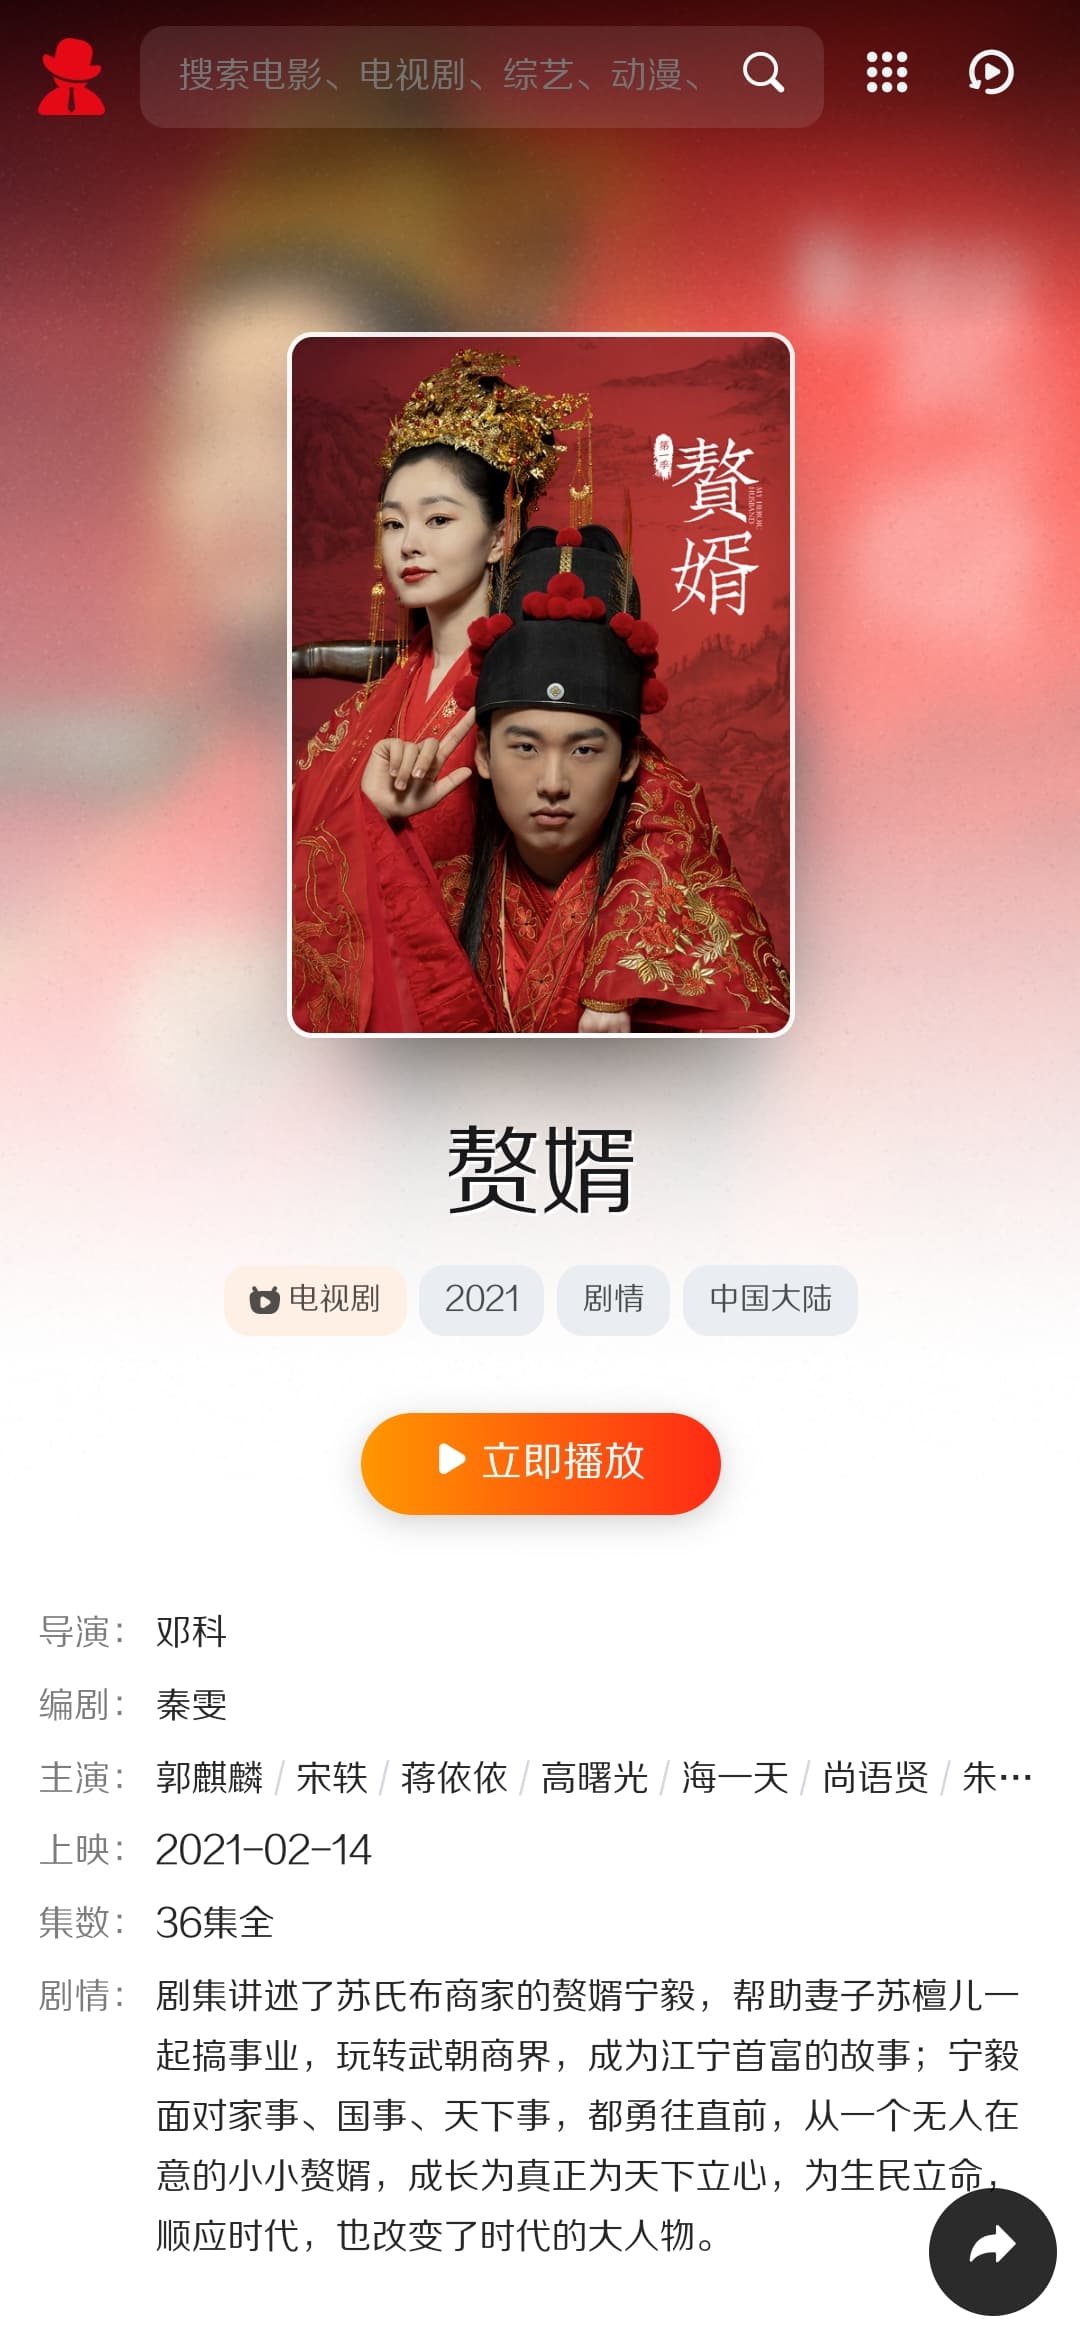 搜索电影、电视剧、综艺、动漫、
第一季
贅婿
MY HEROIC HUSBAND
赘婿
电视剧
2021
剧情
中国大陆
立即播放
导演： 邓科
编剧： 秦雯
主演： 郭麒麟 / 宋轶 / 蒋依依 / 高曙光 / 海一天 / 尚语贤 / 朱…
上映： 2021-02-14
集数： 36集全
剧情： 剧集讲述了苏氏布商家的赘婿宁毅，帮助妻子苏檀儿一
起搞事业，玩转武朝商界，成为江宁首富的故事；宁毅
面对家事、国事、天下事，都勇往直前，从一个无人在
意的小小赘婿，成长为真正为天下立心，为生民立命，
顺应时代，也改变了时代的大人物。